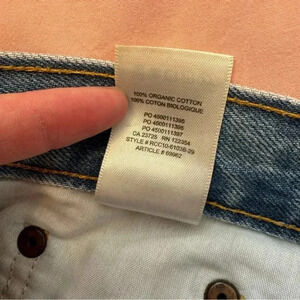 100% ORGANIC COTTON
100% COTON BIOLOGIQUE
PO 4500111395
PO 4500111396
PO 4500111397
CA 23725 RN 122354
STYLE # RCC10-6103B-29
ARTICLE # 69962